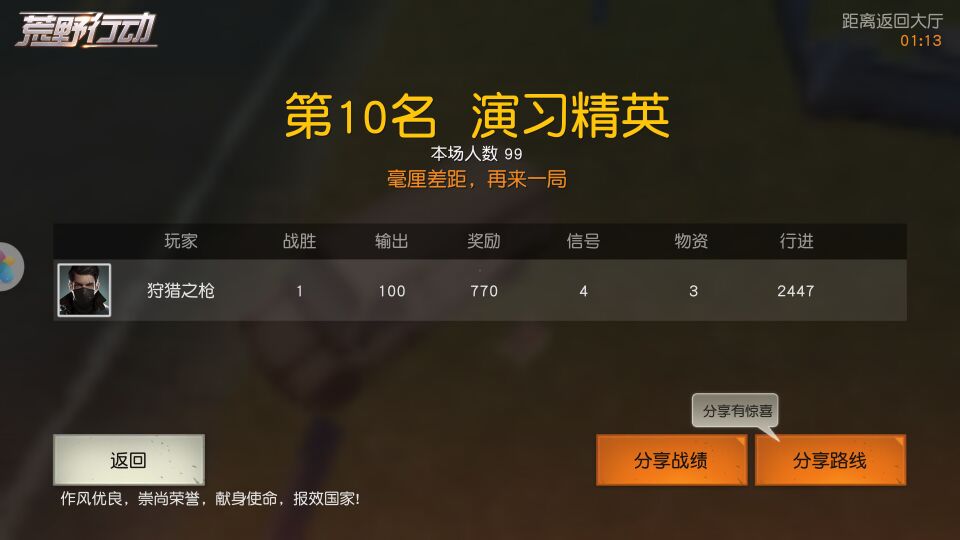 荒野行动
距离返回大厅
01:13
第10名 演习精英
本场人数 99
毫厘差距，再来一局
玩家 战胜 输出 奖励 信号 物资 行进
狩猎之枪 1 100 770 4 3 2447
分享有惊喜
返回 分享战绩 分享路线
作风优良，崇尚荣誉，献身使命，报效国家!